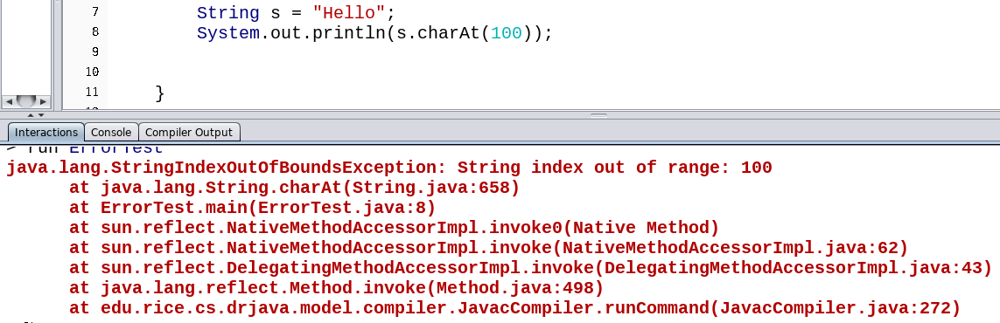 7 String s = "Hello";
8 System.out.println(s.charAt(100));
9
10
11 }
Interactions Console Compiler Output
> run ErrorTest
java.lang.StringIndexOutOfBoundsException: String index out of range: 100
at java.lang.String.charAt(String.java:658)
at ErrorTest.main(ErrorTest.java:8)
at sun.reflect.NativeMethodAccessorImpl.invoke0(Native Method)
at sun.reflect.NativeMethodAccessorImpl.invoke(NativeMethodAccessorImpl.java:62)
at sun.reflect.DelegatingMethodAccessorImpl.invoke(DelegatingMethodAccessorImpl.java:43)
at java.lang.reflect.Method.invoke(Method.java:498)
at edu.rice.cs.drjava.model.compiler.JavacCompiler.runCommand(JavacCompiler.java:272)